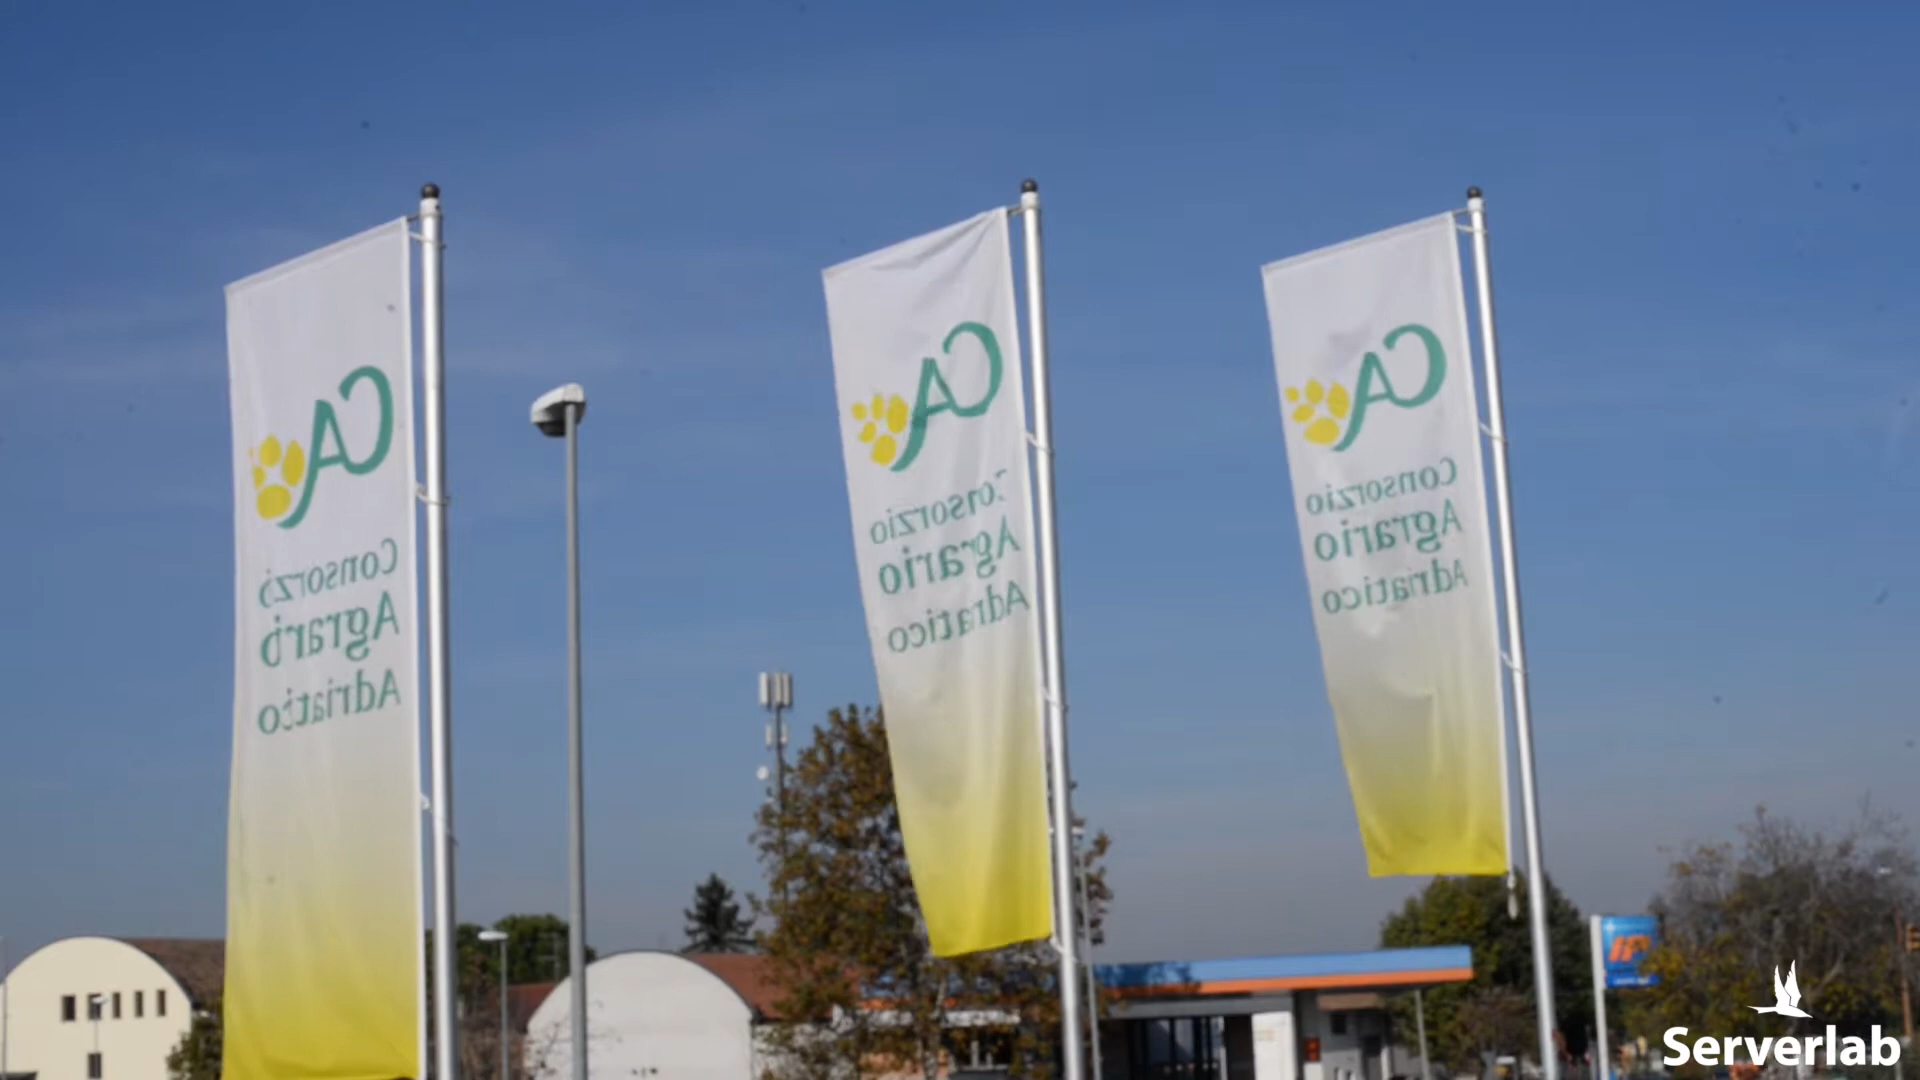 CA
Consorzio
Agrario
Adriatico
CA
Consorzio
Agrario
Adriatico
CA
Consorzio
Agrario
Adriatico
IP
Serverlab